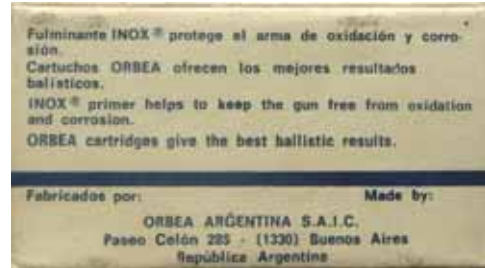 Fulminante INOX ® protege el arma de oxidación y corro-
sión.
Cartuchos ORBEA ofrecen los mejores resultados
balísticos.
INOX ® primer helps to keep the gun free from oxidation
and corrosion.
ORBEA cartridges give the best ballistic results.
Fabricados por: Made by:
ORBEA ARGENTINA S.A.I.C.
Paseo Colón 285 - (1330) Buenos Aires
República Argentina